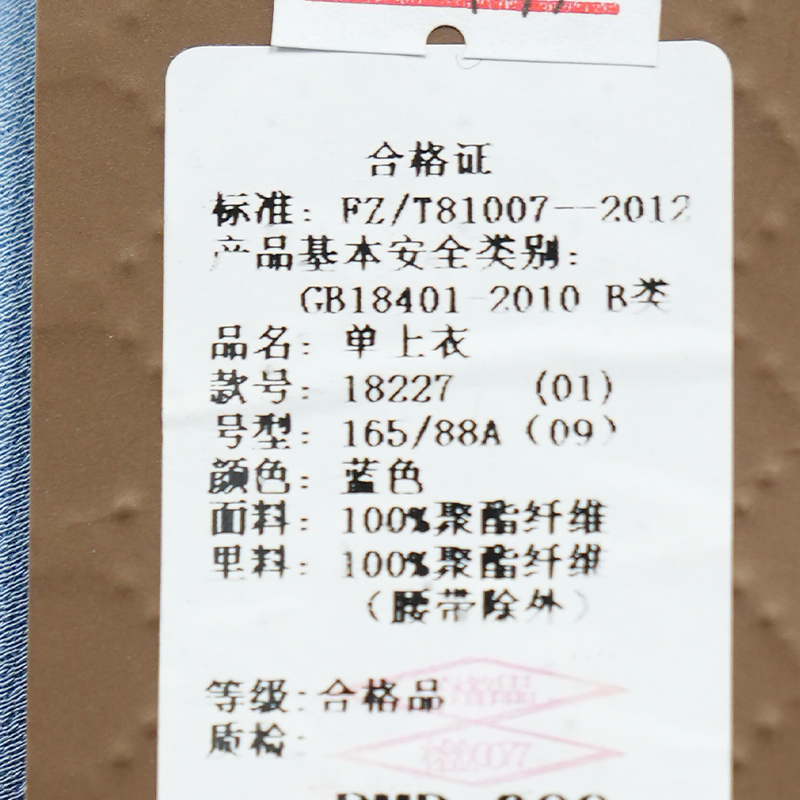 合格证
标准: FZ/T81007--2012
产品基本安全类别:
GB18401-2010 B类
品名: 单上衣
款号: 18227 (01)
号型: 165/88A (09)
颜色: 蓝色
面料: 100%聚酯纤维
里料: 100%聚酯纤维
(腰带除外)
等级: 合格品
质检: